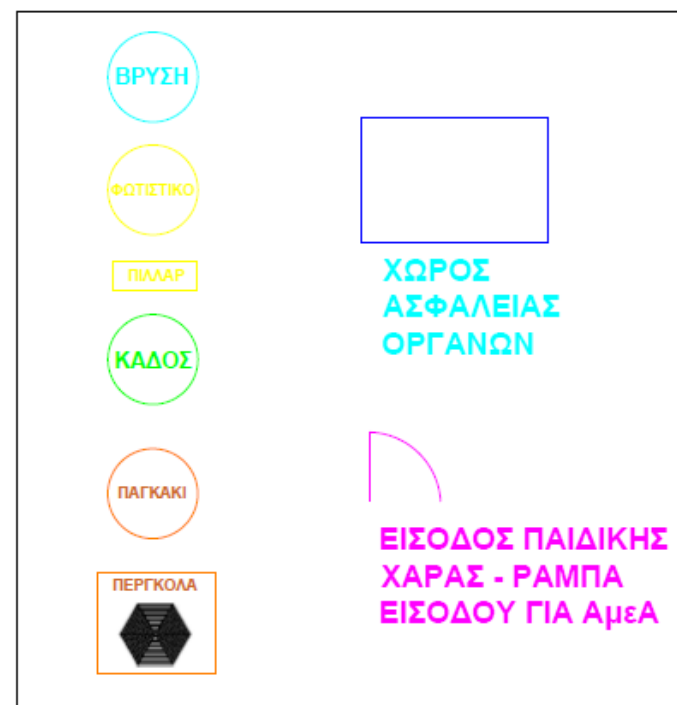 ΒΡΥΣΗ
ΦΩΤΙΣΤΙΚΟ
ΠΙΛΛΑΡ
ΚΑΔΟΣ
ΠΑΓΚΑΚΙ
ΠΕΡΓΚΟΛΑ
ΧΩΡΟΣ
ΑΣΦΑΛΕΙΑΣ
ΟΡΓΑΝΩΝ
ΕΙΣΟΔΟΣ ΠΑΙΔΙΚΗΣ
ΧΑΡΑΣ - ΡΑΜΠΑ
ΕΙΣΟΔΟΥ ΓΙΑ ΑμεΑ